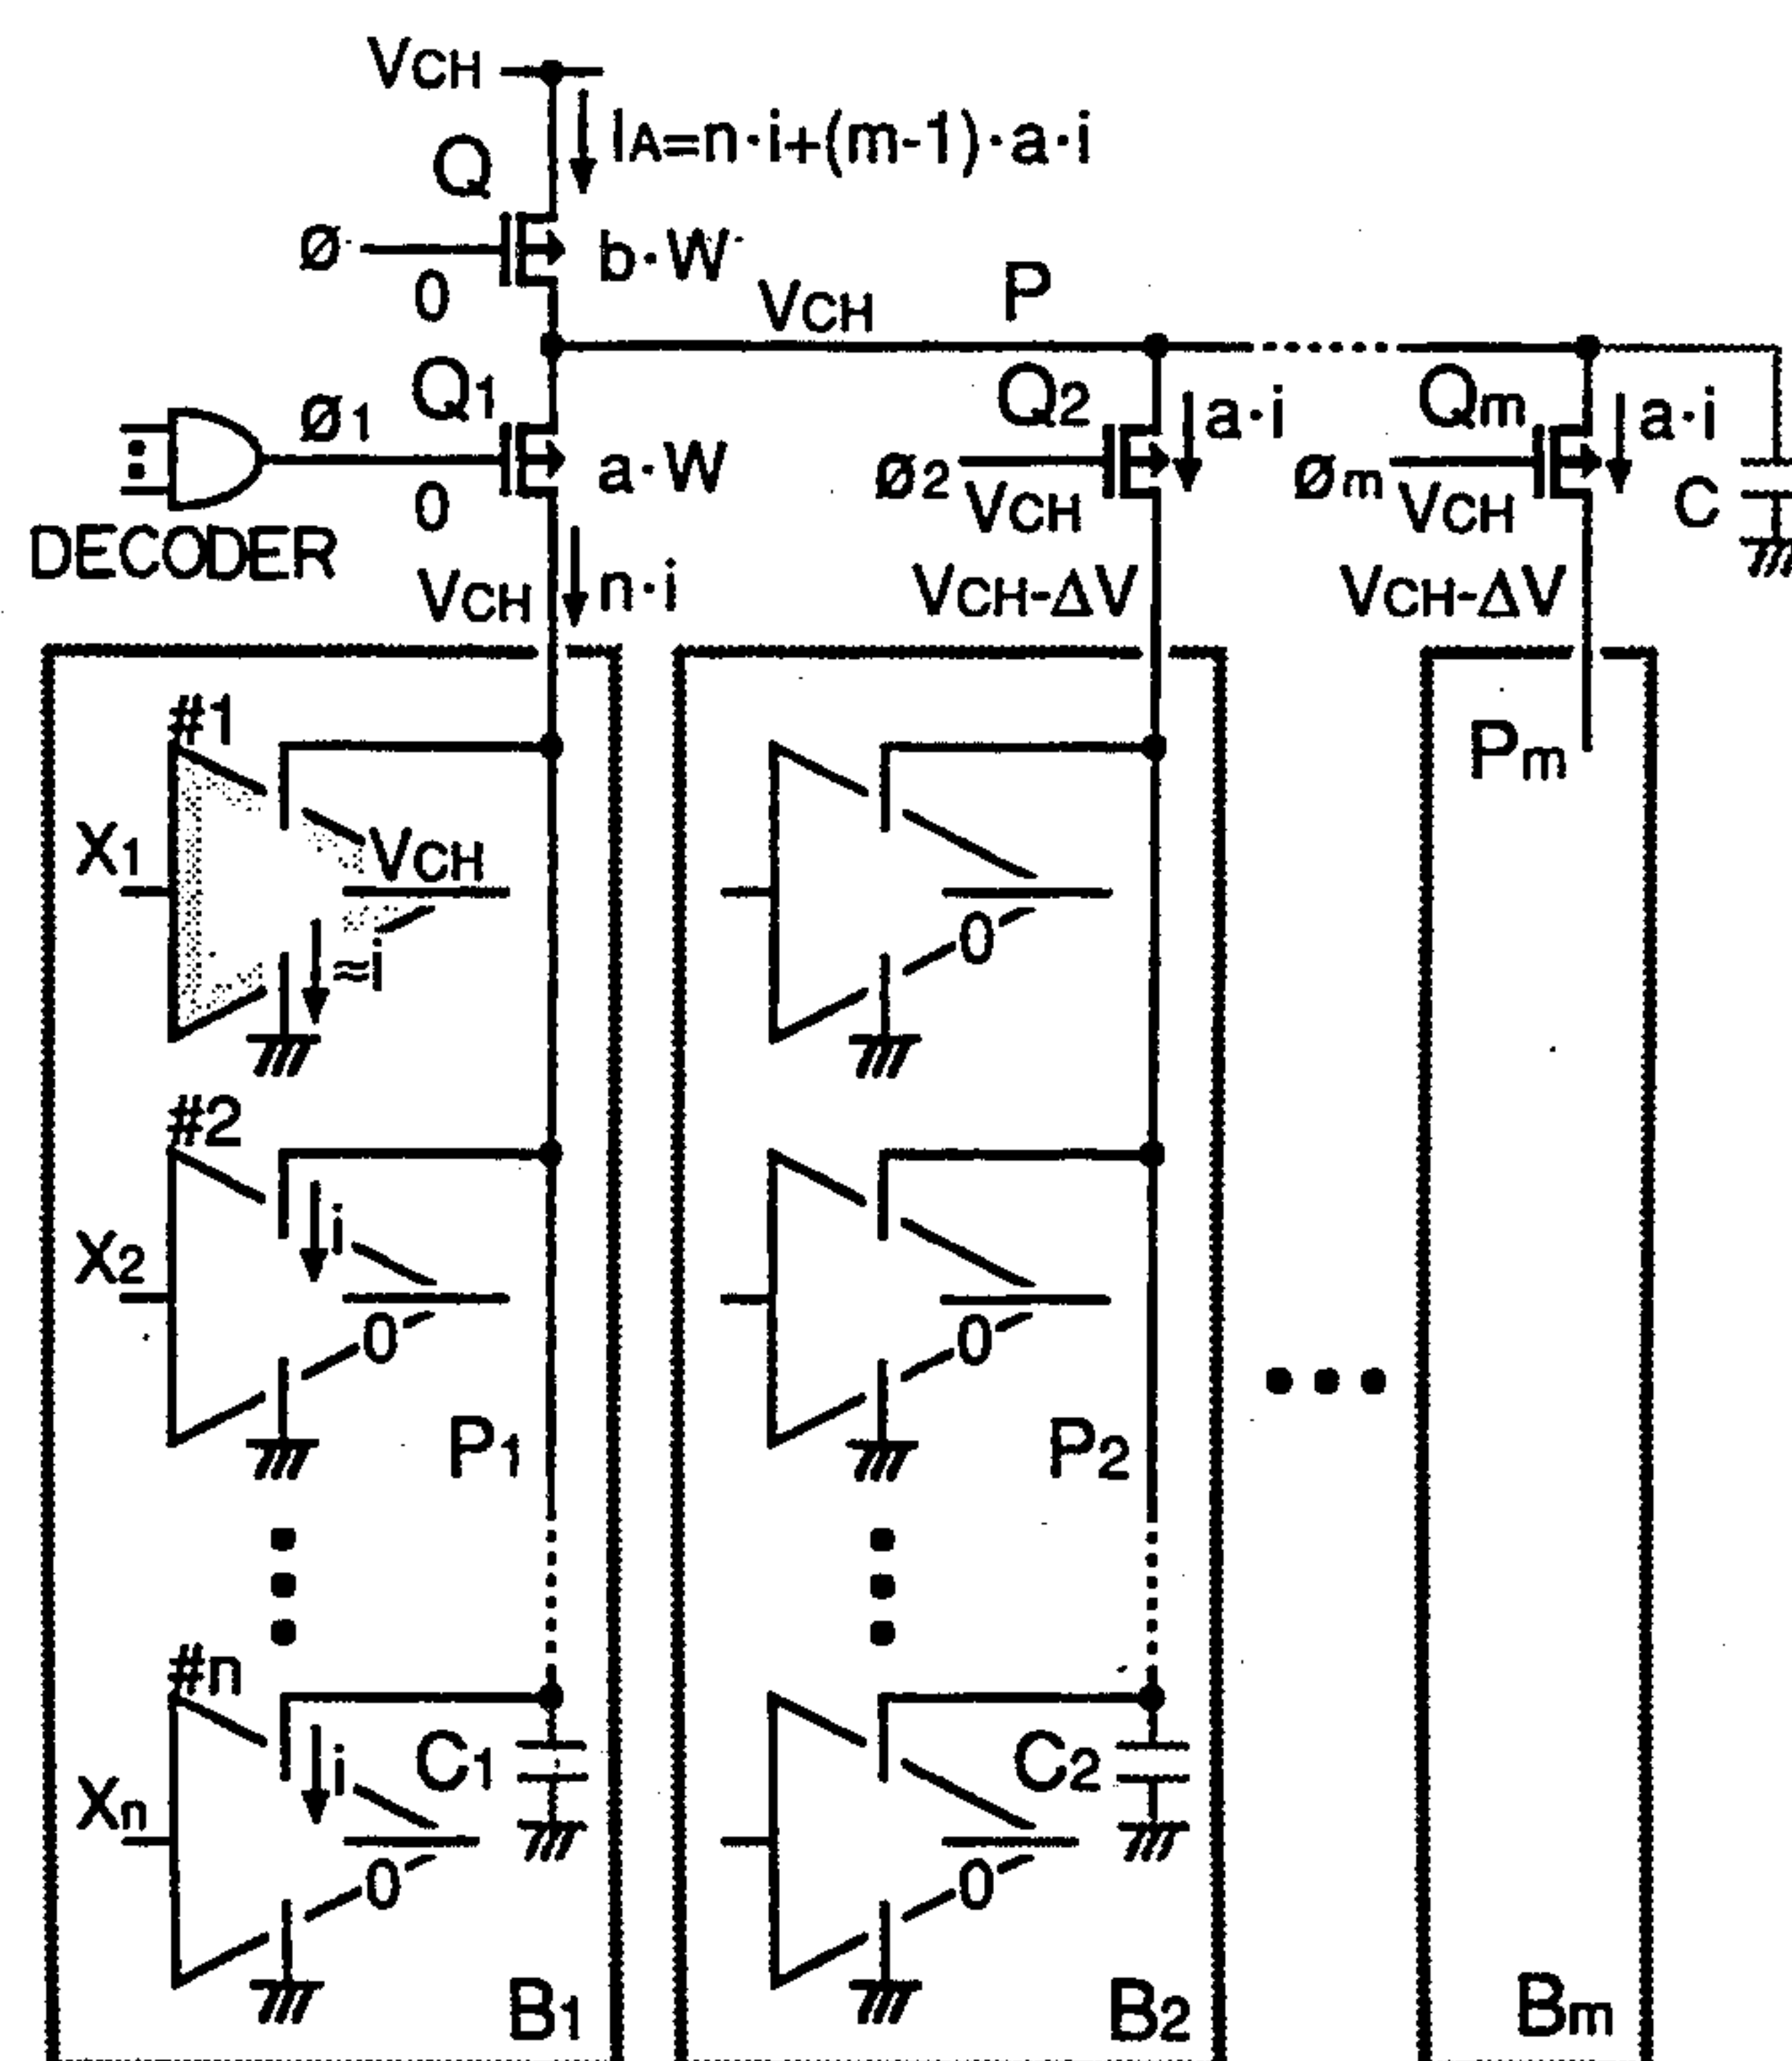 VCH
IA=n·i+(m-1)·a·i
Q
ø
0
b·W
VCH
P
Q1
ø1
0
a·W
Q2
a·i
ø2
VCH
Qm
a·i
øm
VCH
C
DECODER
VCH
n·i
VCH-ΔV
VCH-ΔV
#1
X1
VCH
≈i
0
Pm
#2
X2
i
0
0
P1
P2
#n
Xn
i
C1
0
C2
0
B1
B2
Bm